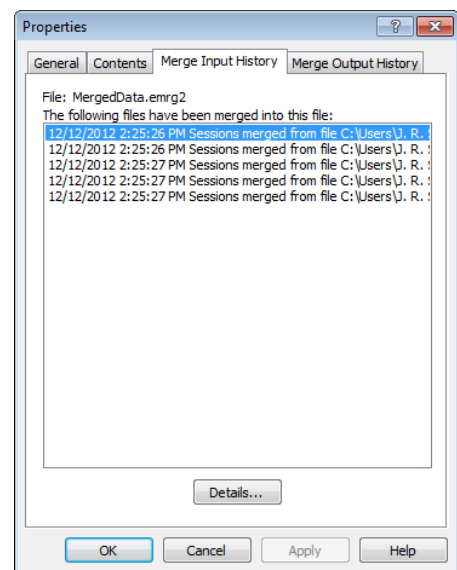 Properties
General Contents Merge Input History Merge Output History
File: MergedData.emrg2
The following files have been merged into this file:
12/12/2012 2:25:26 PM Sessions merged from file C:\Users\J. R.
12/12/2012 2:25:26 PM Sessions merged from file C:\Users\J. R.
12/12/2012 2:25:27 PM Sessions merged from file C:\Users\J. R.
12/12/2012 2:25:27 PM Sessions merged from file C:\Users\J. R.
12/12/2012 2:25:27 PM Sessions merged from file C:\Users\J. R.
Details...
OK Cancel Apply Help